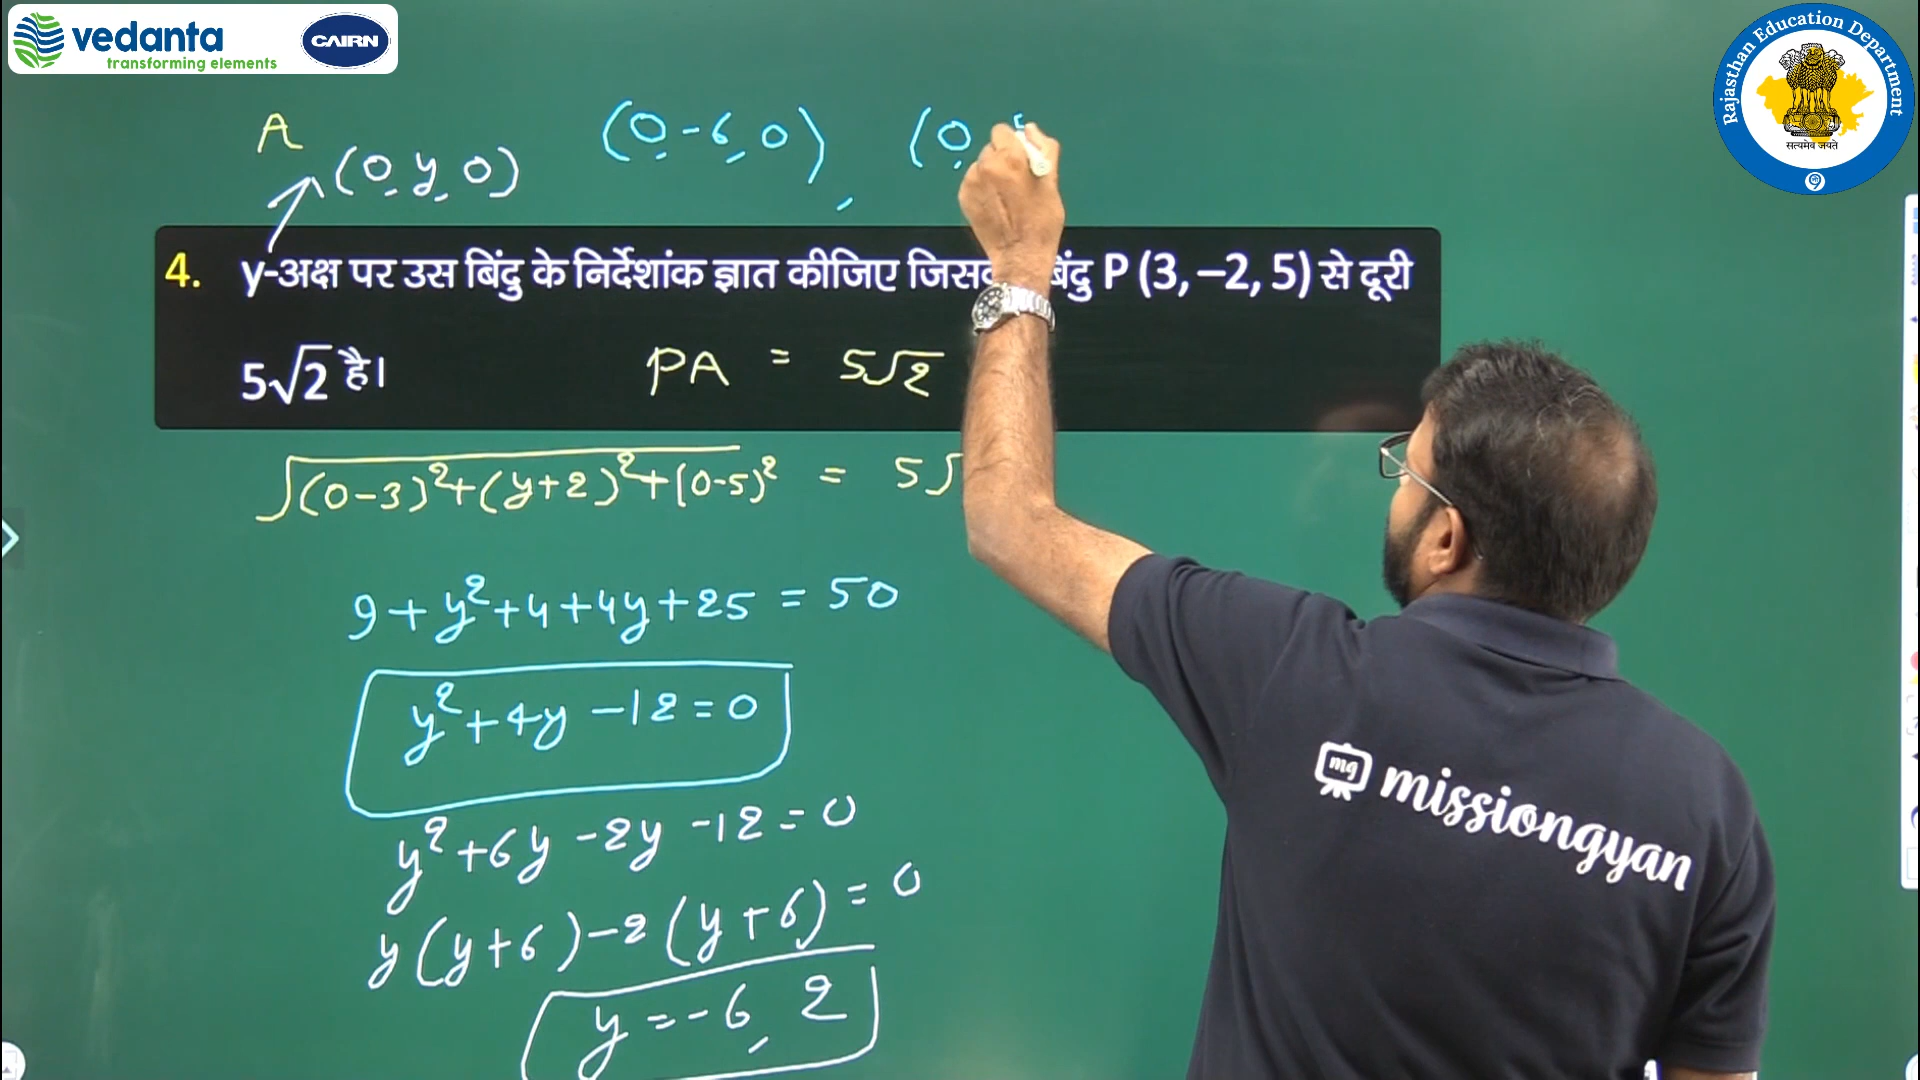 vedanta
transforming elements
CAIRN
Rajasthan Education Department
सत्यमेव जयते
A
(0, y, 0)
(0, -6, 0), (0,
4. y-अक्ष पर उस बिंदु के निर्देशांक ज्ञात कीजिए P (3, –2, 5) से दूरी
5√2 है।
PA = 5√2
√(0-3)²+(y+2)²+(0-5)² = 5√
9+y²+4+4y+25 = 50
y²+4y-12=0
y²+6y-2y-12=0
y(y+6)-2(y+6)=0
y=-6, 2
mg missiongyan